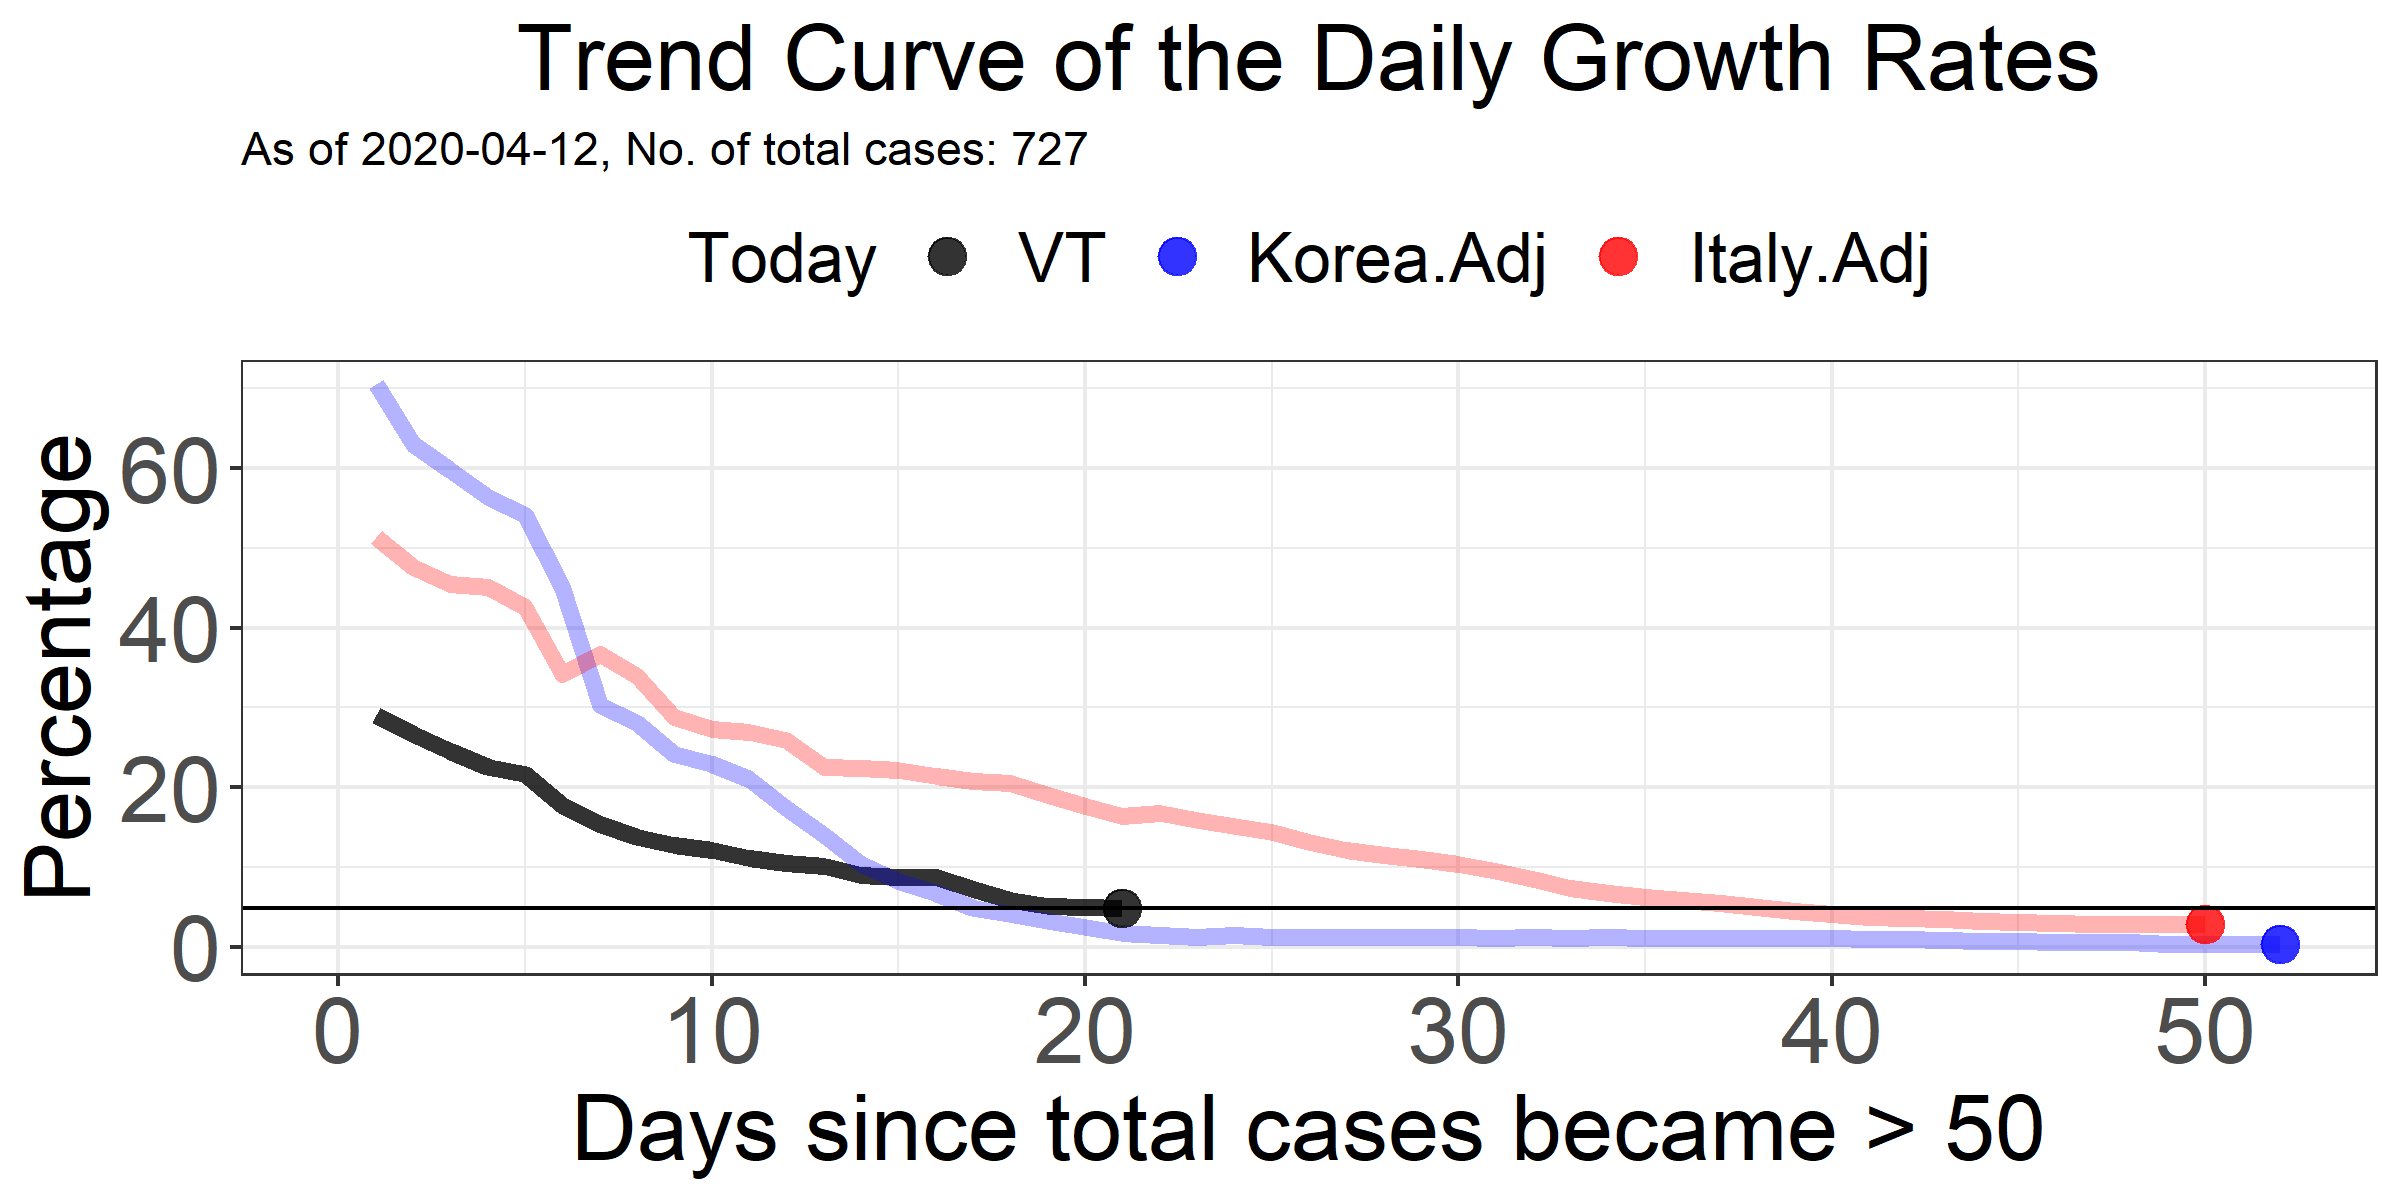 Trend Curve of the Daily Growth Rates
As of 2020-04-12, No. of total cases: 727
Today VT Korea.Adj Italy.Adj
Percentage
60
40
20
0
0 10 20 30 40 50
Days since total cases became > 50